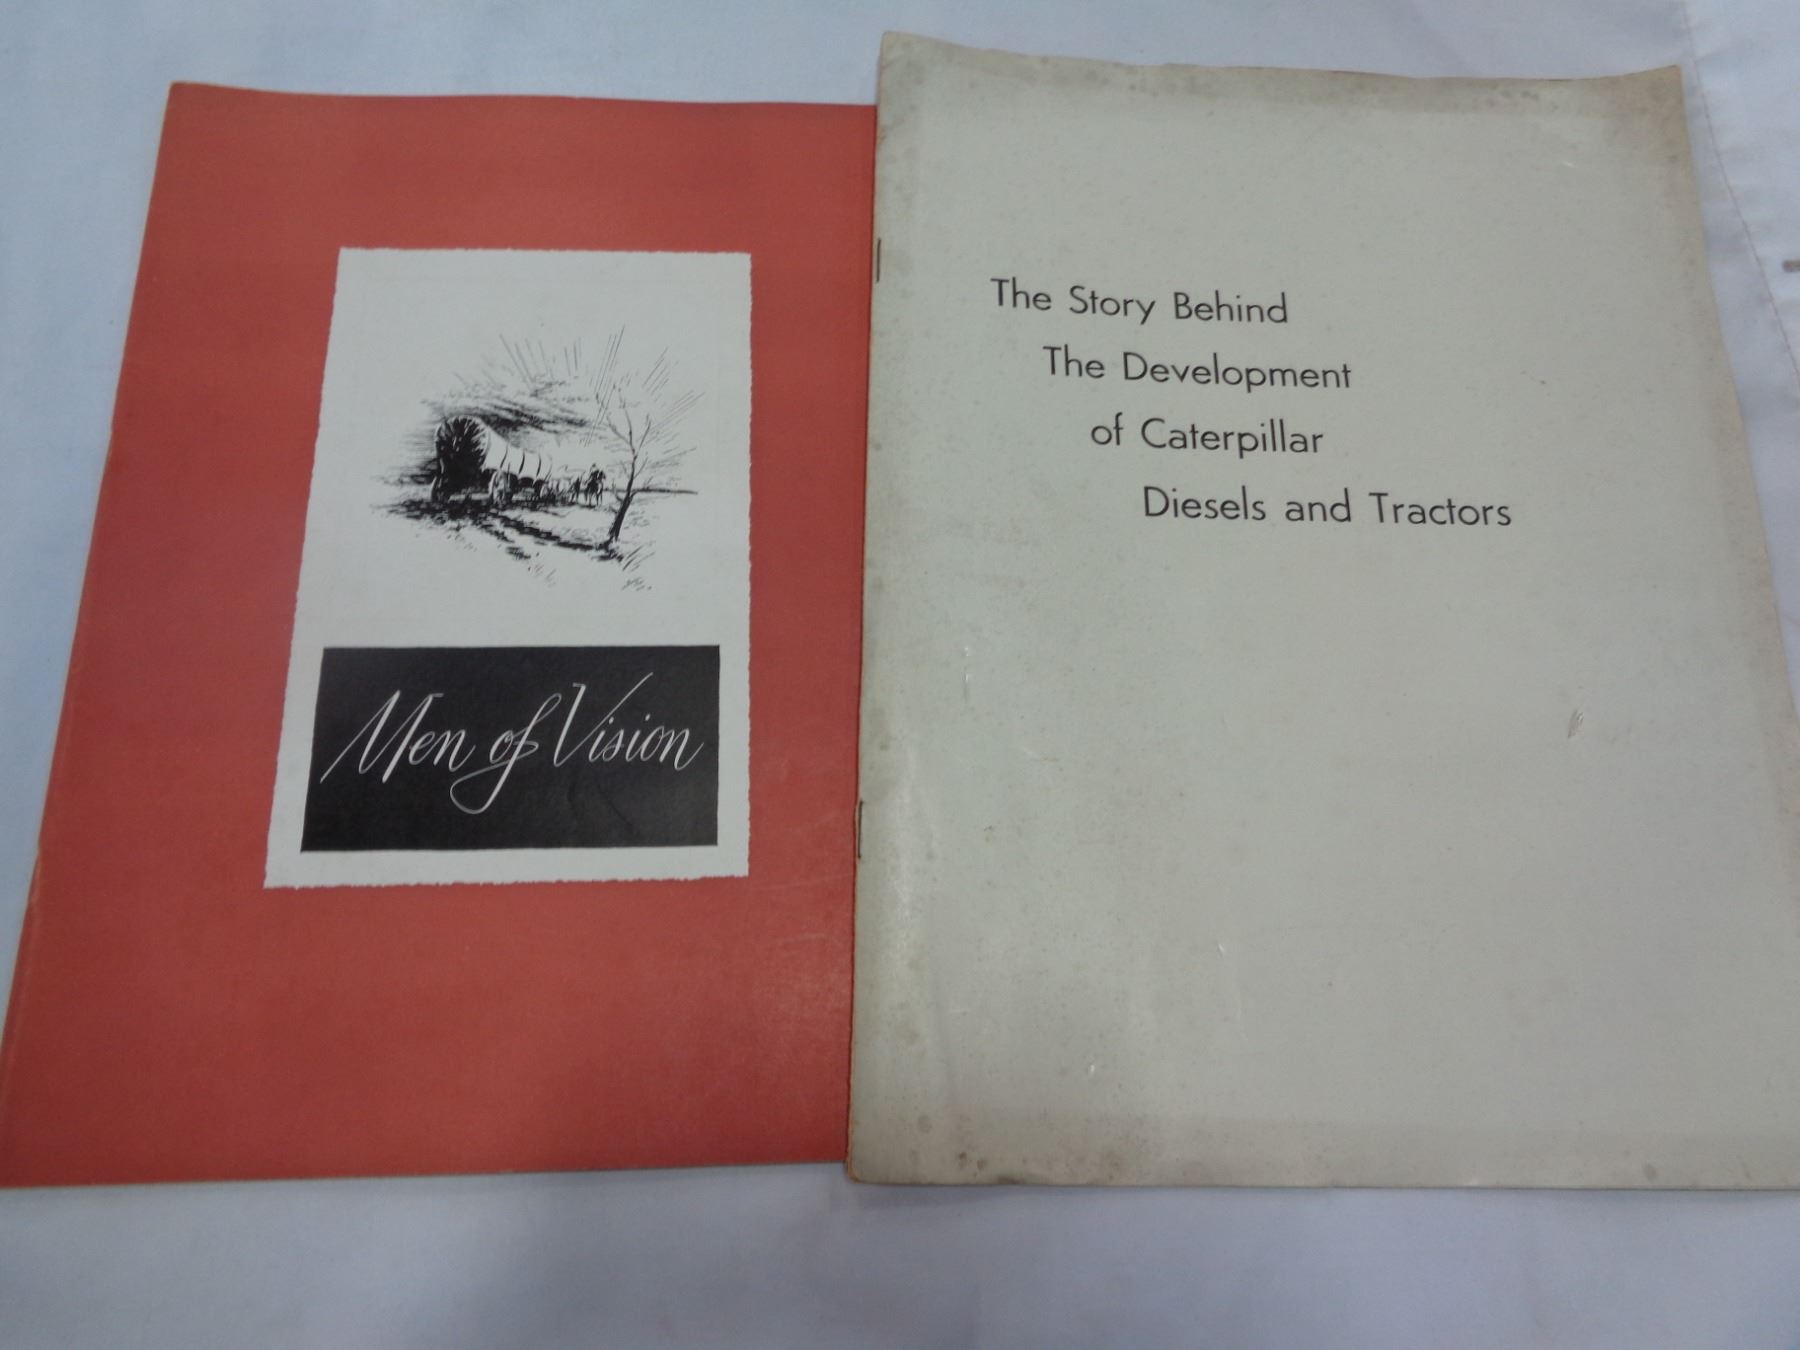 Men of Vision
The Story Behind
The Development
of Caterpillar
Diesels and Tractors